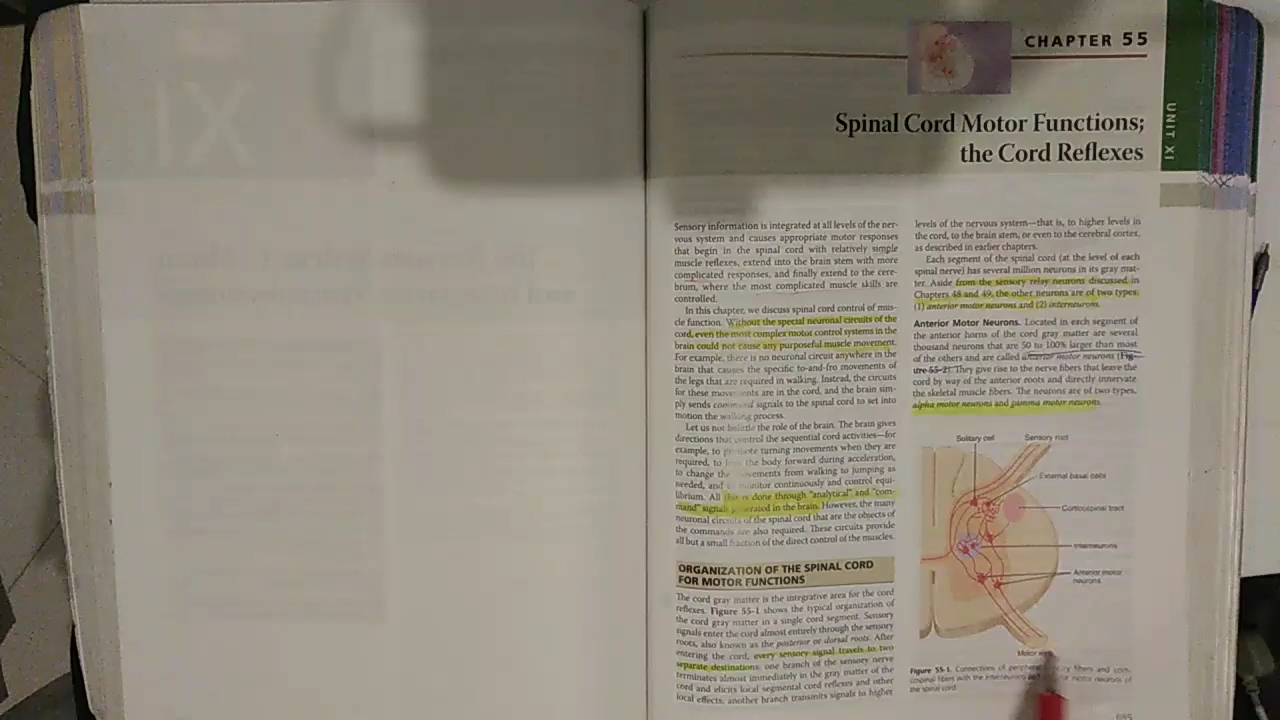 CHAPTER 55
UNIT XI
Spinal Cord Motor Functions;
the Cord Reflexes
Sensory information is integrated at all levels of the ner-
vous system and causes appropriate motor responses
that begin in the spinal cord with relatively simple
muscle reflexes, extend into the brain stem with more
complicated responses, and finally extend to the cere-
brum, where the most complicated muscle skills are
controlled.
In this chapter, we discuss spinal cord control of mus-
cle function. Without the special neuronal circuits of the
cord, even the most complex motor control systems in the
brain could not cause any purposeful muscle movement.
For example, there is no neuronal circuit anywhere in the
brain that causes the specific to-and-fro movements of
the legs that are required in walking. Instead, the circuits
for these movements are in the cord, and the brain sim-
ply sends command signals to the spinal cord to set into
motion the walking process.
Let us not belittle the role of the brain. The brain gives
directions that control the sequential cord activities—for
example, to promote turning movements when they are
required, to the body forward during acceleration,
to change the movements from walking to jumping as
needed, and to monitor continuously and control equi-
librium. All this is done through "analytical" and "com-
mand" signals generated in the brain. However, the many
neuronal circuits of the spinal cord that are the objects of
the commands are also required. These circuits provide
all but a small fraction of the direct control of the muscles.
ORGANIZATION OF THE SPINAL CORD
FOR MOTOR FUNCTIONS
The cord gray matter is the integrative area for the cord
reflexes. Figure 55-1 shows the typical organization of
the cord gray matter in a single cord segment. Sensory
signals enter the cord almost entirely through the sensory
roots, also known as the posterior or dorsal roots. After
entering the cord, every sensory signal travels to two
separate destinations: one branch of the sensory nerve
terminates almost immediately in the gray matter of the
cord and elicits local segmental cord reflexes and other
local effects; another branch transmits signals to higher
levels of the nervous system—that is, to higher levels in
the cord, to the brain stem, or even to the cerebral cortex,
as described in earlier chapters.
Each segment of the spinal cord (at the level of each
spinal nerve) has several million neurons in its gray mat-
ter. Aside from the sensory relay neurons discussed in
Chapters 48 and 49, the other neurons are of two types:
(1) anterior motor neurons and (2) interneurons.
Anterior Motor Neurons. Located in each segment of
the anterior horns of the cord gray matter are several
thousand neurons that are 50 to 100% larger than most
of the others and are called anterior motor neurons (Fig-
ure 55-2). They give rise to the nerve fibers that leave the
cord by way of the anterior roots and directly innervate
the skeletal muscle fibers. The neurons are of two types,
alpha motor neurons and gamma motor neurons.
Solitary cell
Sensory root
External basal cells
Corticospinal tract
Interneurons
Anterior motor
neurons
Motor
Figure 55-1. Connections of peripheral sensory fibers and corti-
cospinal fibers with the interneurons and motor neurons of
the spinal cord.
685